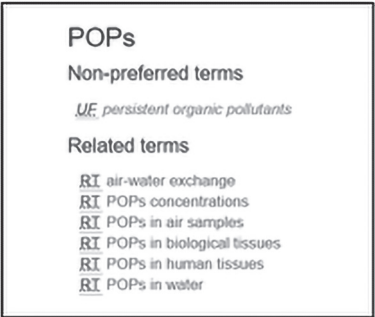 POPs
Non-preferred terms
UF persistent organic pollutants
Related terms
RT air-water exchange
RT POPs concentrations
RT POPs in air samples
RT POPs in biological tissues
RT POPs in human tissues
RT POPs in water